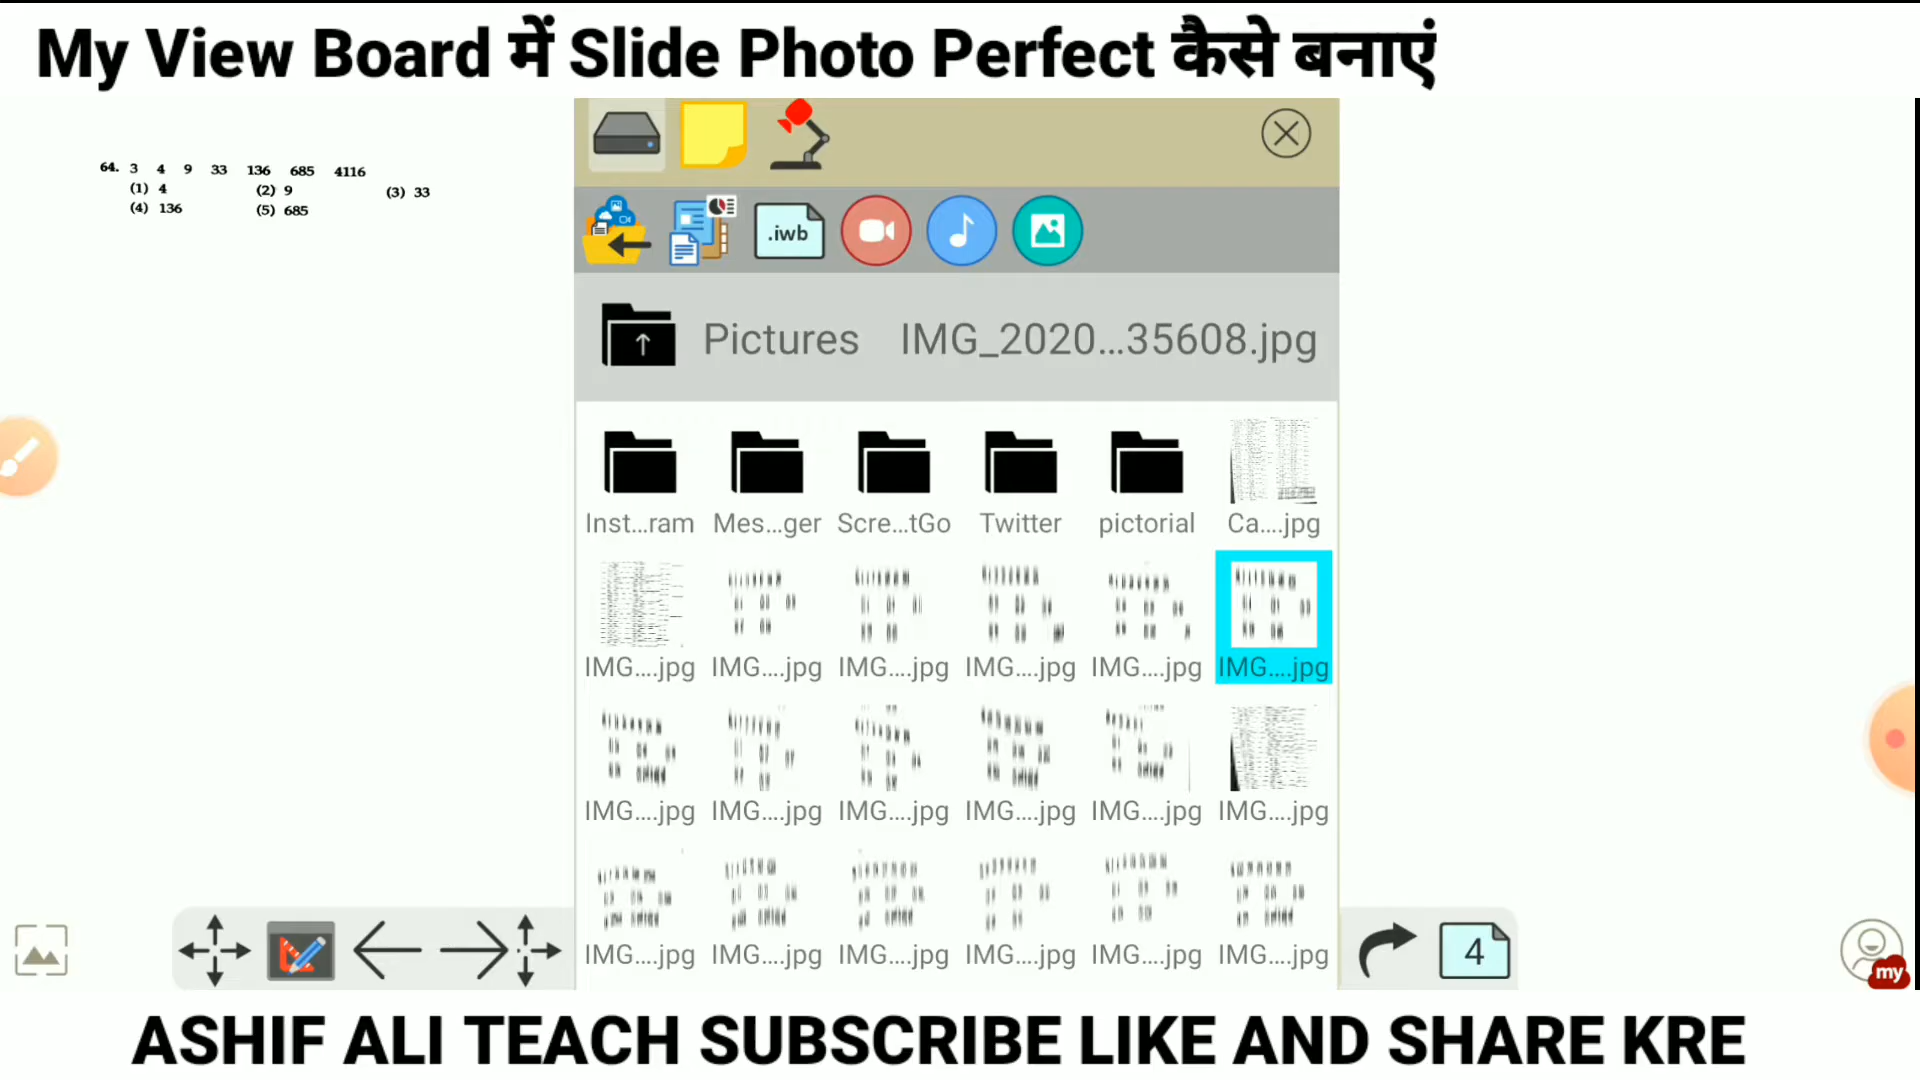 My View Board में Slide Photo Perfect कैसे बनाएं
64. 3 4 9 33 136 685 4116
(1) 4 (2) 9 (3) 33
(4) 136 (5) 685
.iwb
Pictures IMG_2020...35608.jpg
Inst...ram Mes...ger Scre...tGo Twitter pictorial Ca....jpg
IMG....jpg IMG....jpg IMG....jpg IMG....jpg IMG....jpg IMG....jpg
IMG....jpg IMG....jpg IMG....jpg IMG....jpg IMG....jpg IMG....jpg
IMG....jpg IMG....jpg IMG....jpg IMG....jpg IMG....jpg IMG....jpg
4
my
ASHIF ALI TEACH SUBSCRIBE LIKE AND SHARE KRE